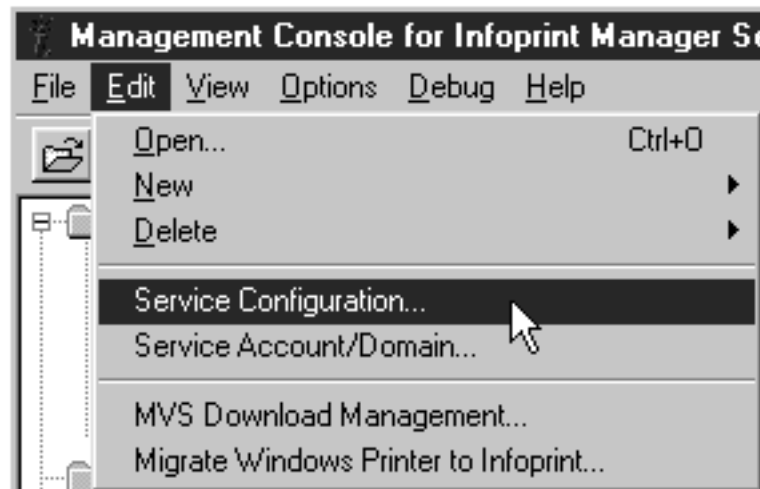 Management Console for Infoprint Manager
File Edit View Options Debug Help
Open... Ctrl+O
New
Delete
Service Configuration...
Service Account/Domain...
MVS Download Management...
Migrate Windows Printer to Infoprint...